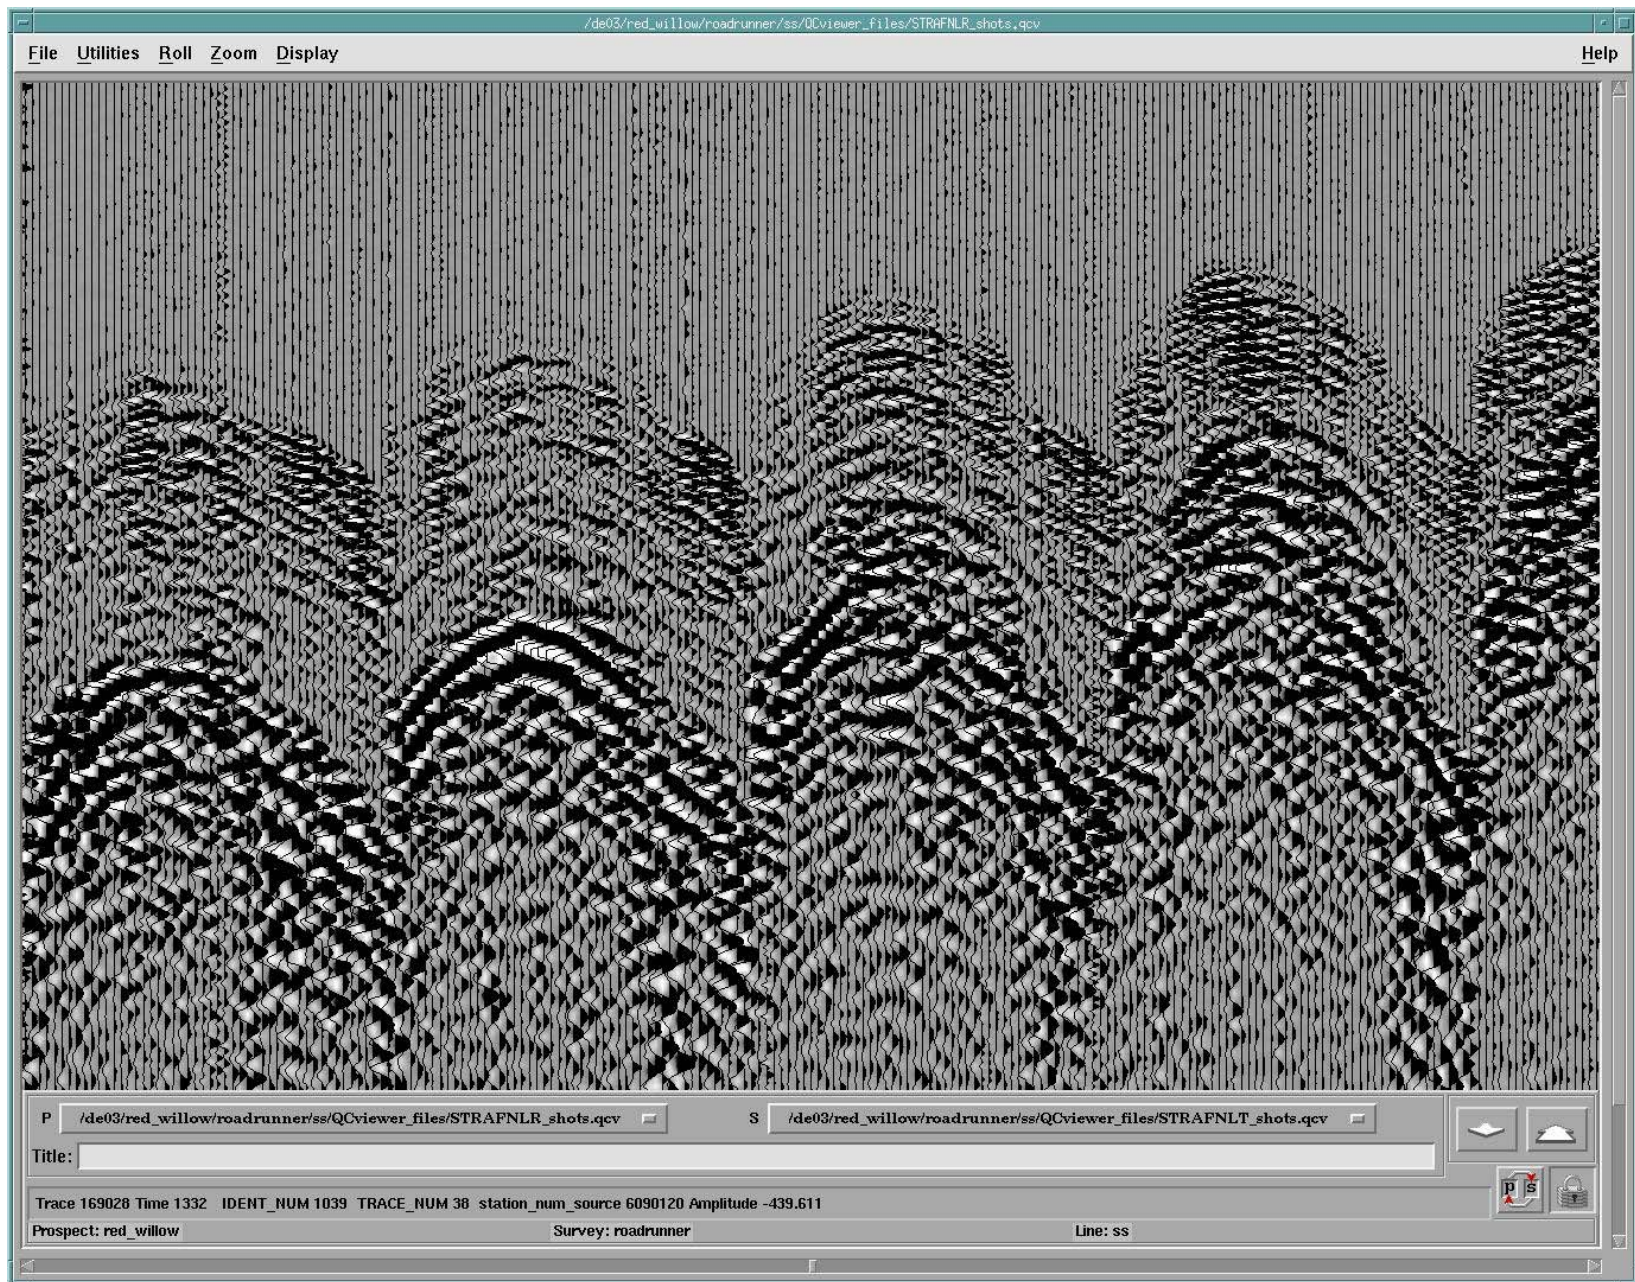 /de03/red_willow/roadrunner/ss/QCviewer_files/STRAFNLR_shots.qcv
File Utilities Roll Zoom Display Help
P /de03/red_willow/roadrunner/ss/QCviewer_files/STRAFNLR_shots.qcv S /de03/red_willow/roadrunner/ss/QCviewer_files/STRAFNLT_shots.qcv
Title:
p s
Trace 169028 Time 1332 IDENT_NUM 1039 TRACE_NUM 38 station_num_source 6090120 Amplitude -439.611
Prospect: red_willow Survey: roadrunner Line: ss